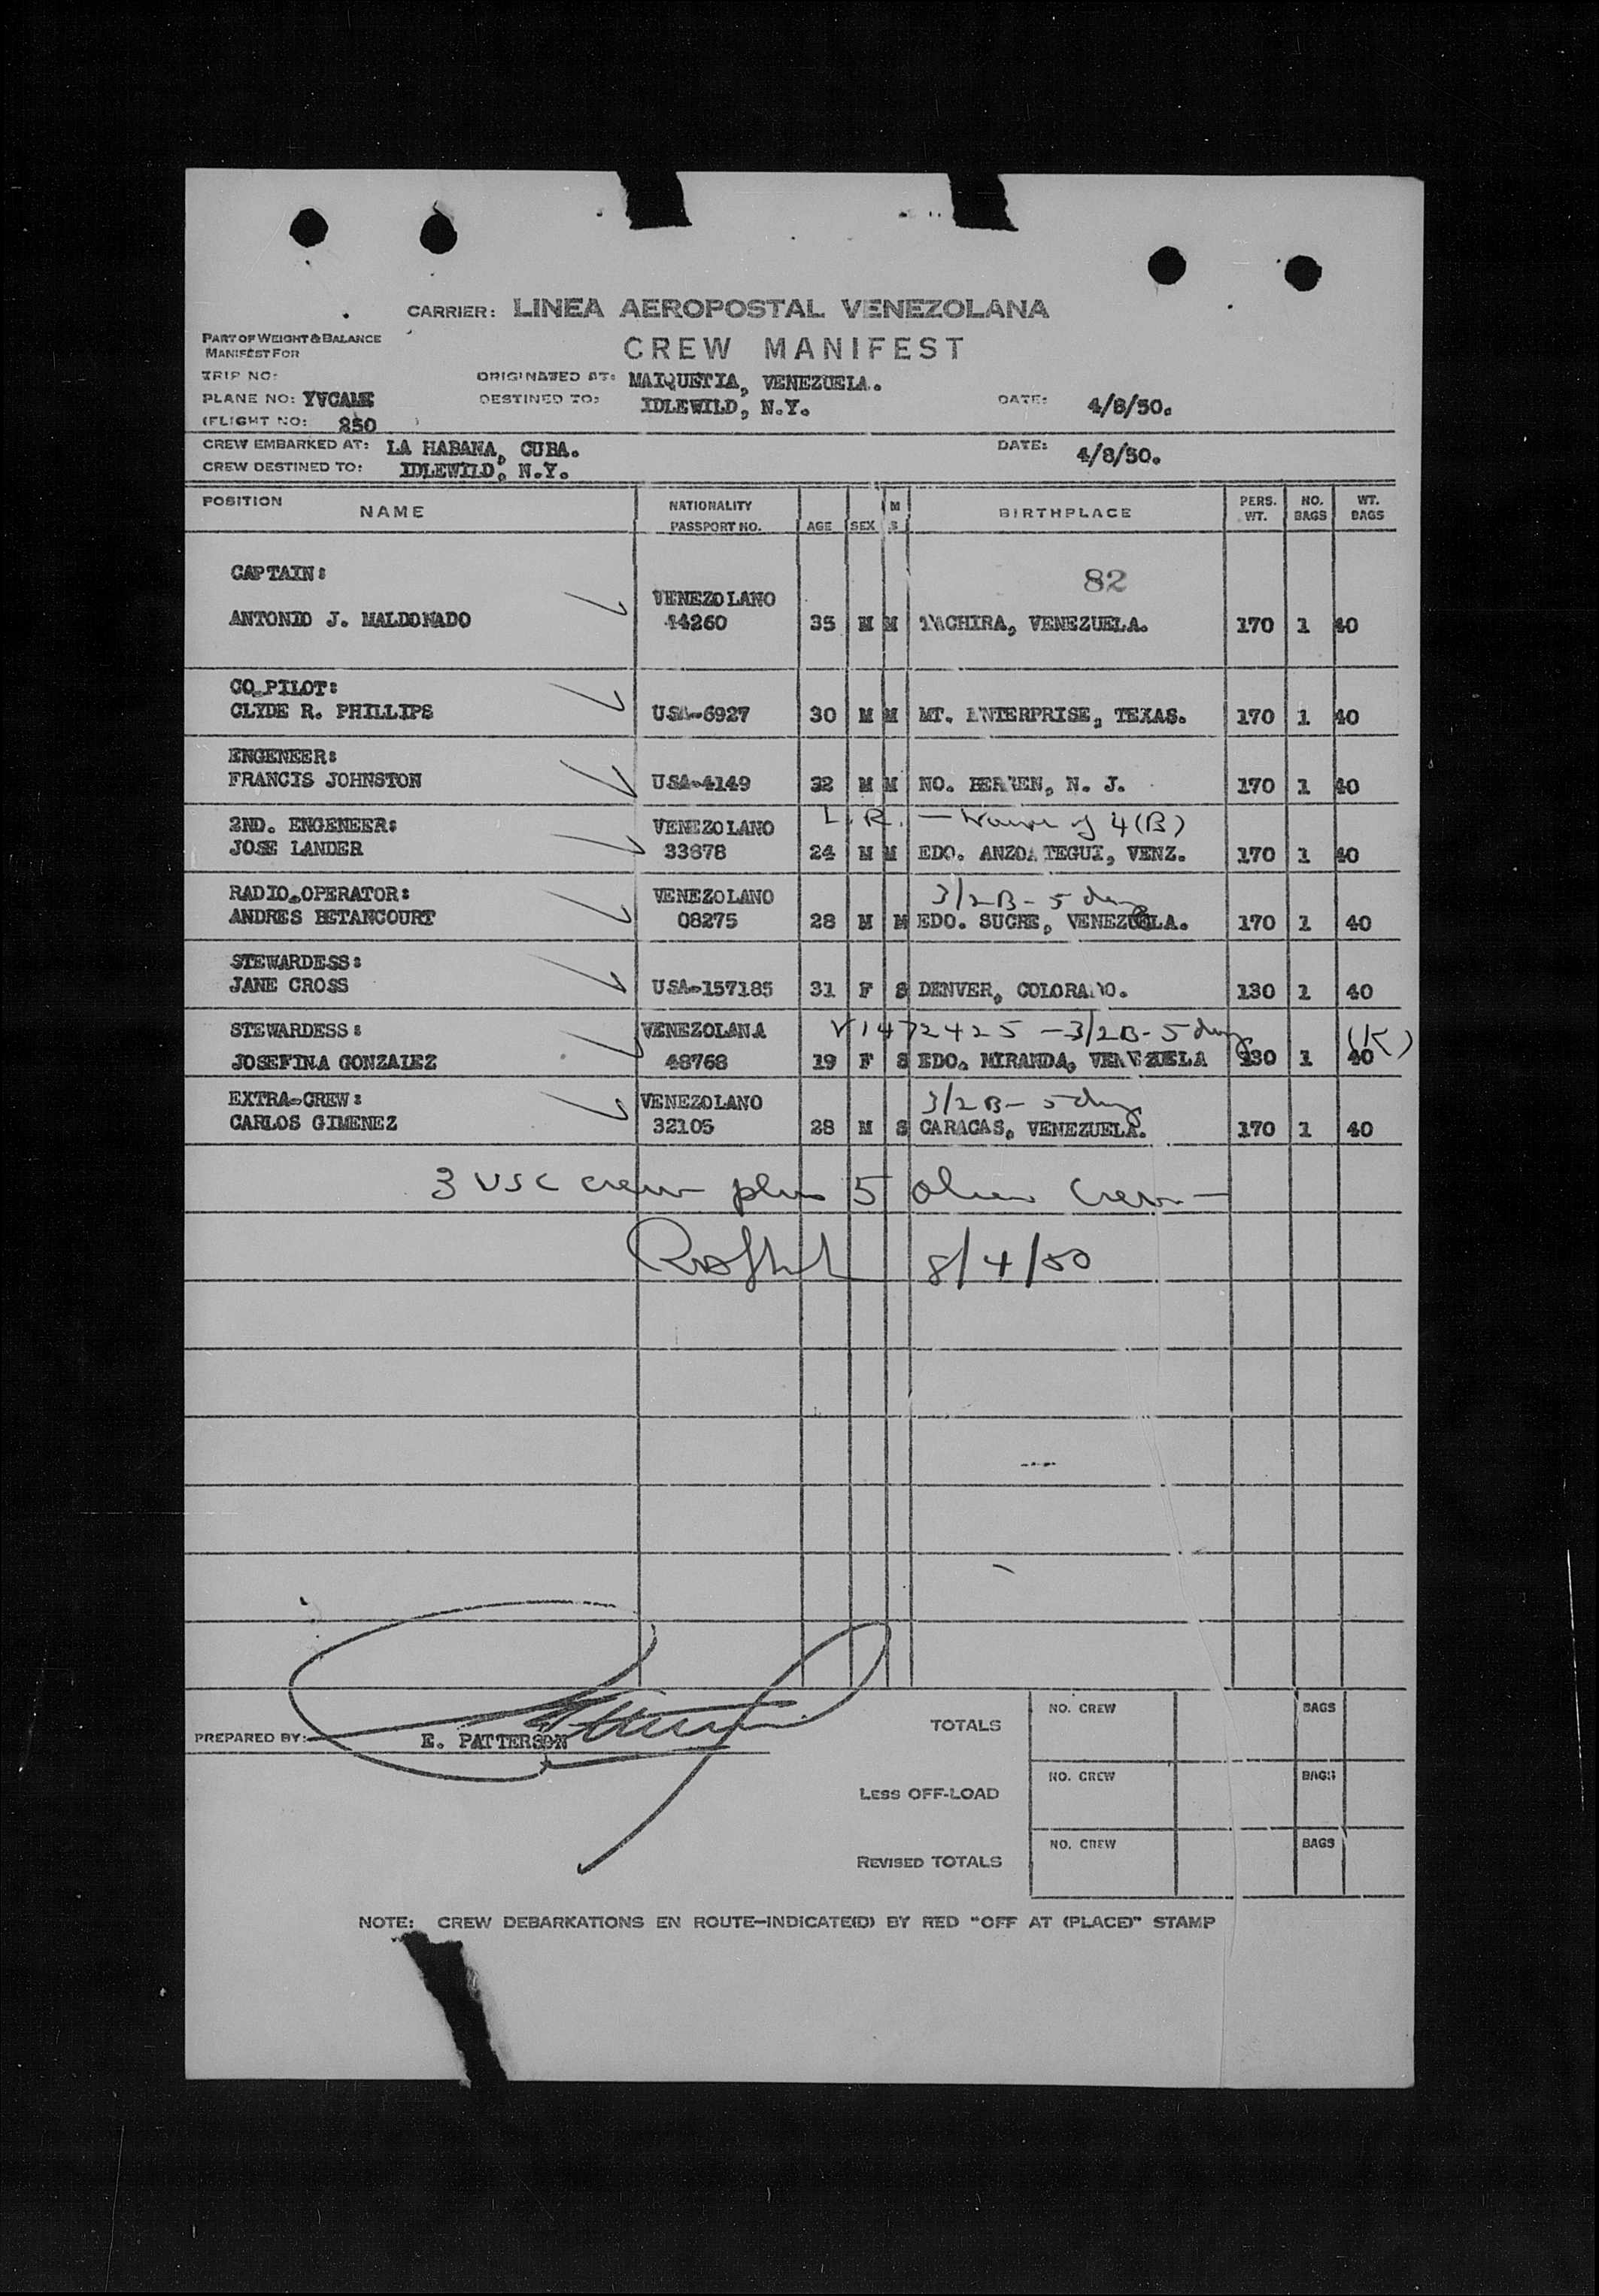 CARRIER: LINEA AEROPOSTAL VENEZOLANA
PART OF WEIGHT & BALANCE
MANIFEST FOR
CREW MANIFEST
TRIP NO:
ORIGINATED AT: MAIQUETIA, VENEZUELA.
PLANE NO:
DESTINED TO: IDLEWILD, N.Y.
DATE: 4/8/50.
(FLIGHT NO: 250 )
CREW EMBARKED AT: LA HABANA, CUBA.
DATE: 4/8/50.
CREW DESTINED TO: IDLEWILD, N.Y.
POSITION NAME NATIONALITY PASSPORT NO. AGE SEX M S BIRTHPLACE PERS. WT. NO. BAGS WT. BAGS
CAPTAIN: 82
VENEZOLANO
ANTONIO J. MALDONADO 44260 35 M M TACHIRA, VENEZUELA. 170 1 40
CO-PILOT:
CLYDE R. PHILLIPS USA-6927 30 M M MT. ENTERPRISE, TEXAS. 170 1 40
ENGENEER:
FRANCIS JOHNSTON USA-4149 32 M M NO. BERGEN, N. J. 170 1 40
2ND. ENGENEER: VENEZOLANO L.R. — of 4(B)
JOSE LANDER 33878 24 M M EDO. ANZOATEGUI, VENZ. 170 1 40
RADIO-OPERATOR: VENEZOLANO 3/2B - 5 days
ANDRES BETANCOURT 08275 28 M M EDO. SUCRE, VENEZUELA. 170 1 40
STEWARDESS:
JANE CROSS USA-157185 31 F S DENVER, COLORADO. 130 1 40
STEWARDESS: VENEZOLANA V1472425 - 3/2B - 5 days (K)
JOSEFINA GONZALEZ 48768 19 F S EDO. MIRANDA, VENEZUELA 130 1 40
EXTRA-CREW: VENEZOLANO 3/2B - 5 days
CARLOS GIMENEZ 32105 28 M S CARACAS, VENEZUELA. 170 1 40
3 USC crew plus 5 alien crew —
8/4/50
PREPARED BY: E. PATTERSON
TOTALS NO. CREW BAGS
LESS OFF-LOAD NO. CREW BAGS
REVISED TOTALS NO. CREW BAGS
NOTE: CREW DEBARKATIONS EN ROUTE—INDICATE(D) BY RED "OFF AT (PLACE)" STAMP